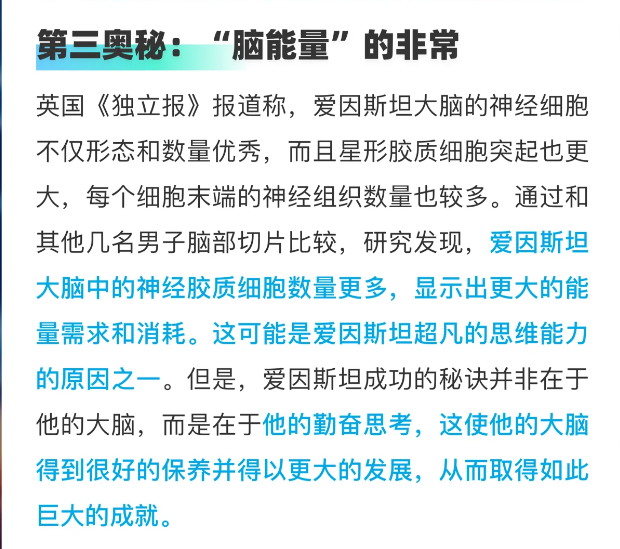 第三奥秘：“脑能量”的非常
英国《独立报》报道称，爱因斯坦大脑的神经细胞
不仅形态和数量优秀，而且星形胶质细胞突起也更
大，每个细胞末端的神经组织数量也较多。通过和
其他几名男子脑部切片比较，研究发现，爱因斯坦
大脑中的神经胶质细胞数量更多，显示出更大的能
量需求和消耗。这可能是爱因斯坦超凡的思维能力
的原因之一。但是，爱因斯坦成功的秘诀并非在于
他的大脑，而是在于他的勤奋思考，这使他的大脑
得到很好的保养并得以更大的发展，从而取得如此
巨大的成就。